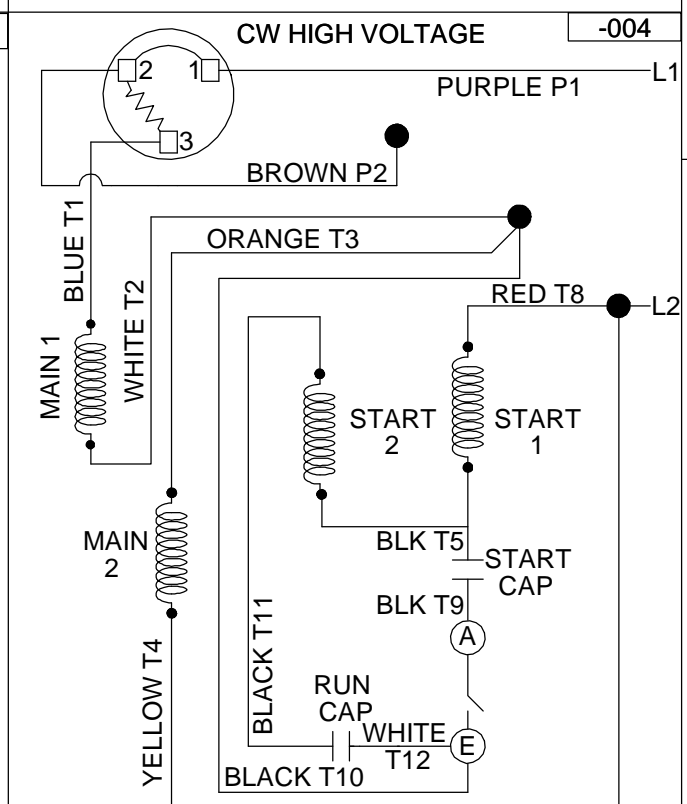 CW HIGH VOLTAGE
-004
2
1
L1
PURPLE P1
3
BROWN P2
BLUE T1
WHITE T2
ORANGE T3
RED T8
L2
MAIN 1
START
2
START
1
MAIN
2
BLK T5
START
CAP
BLK T9
A
BLACK T11
YELLOW T4
RUN
CAP
WHITE
T12
E
BLACK T10